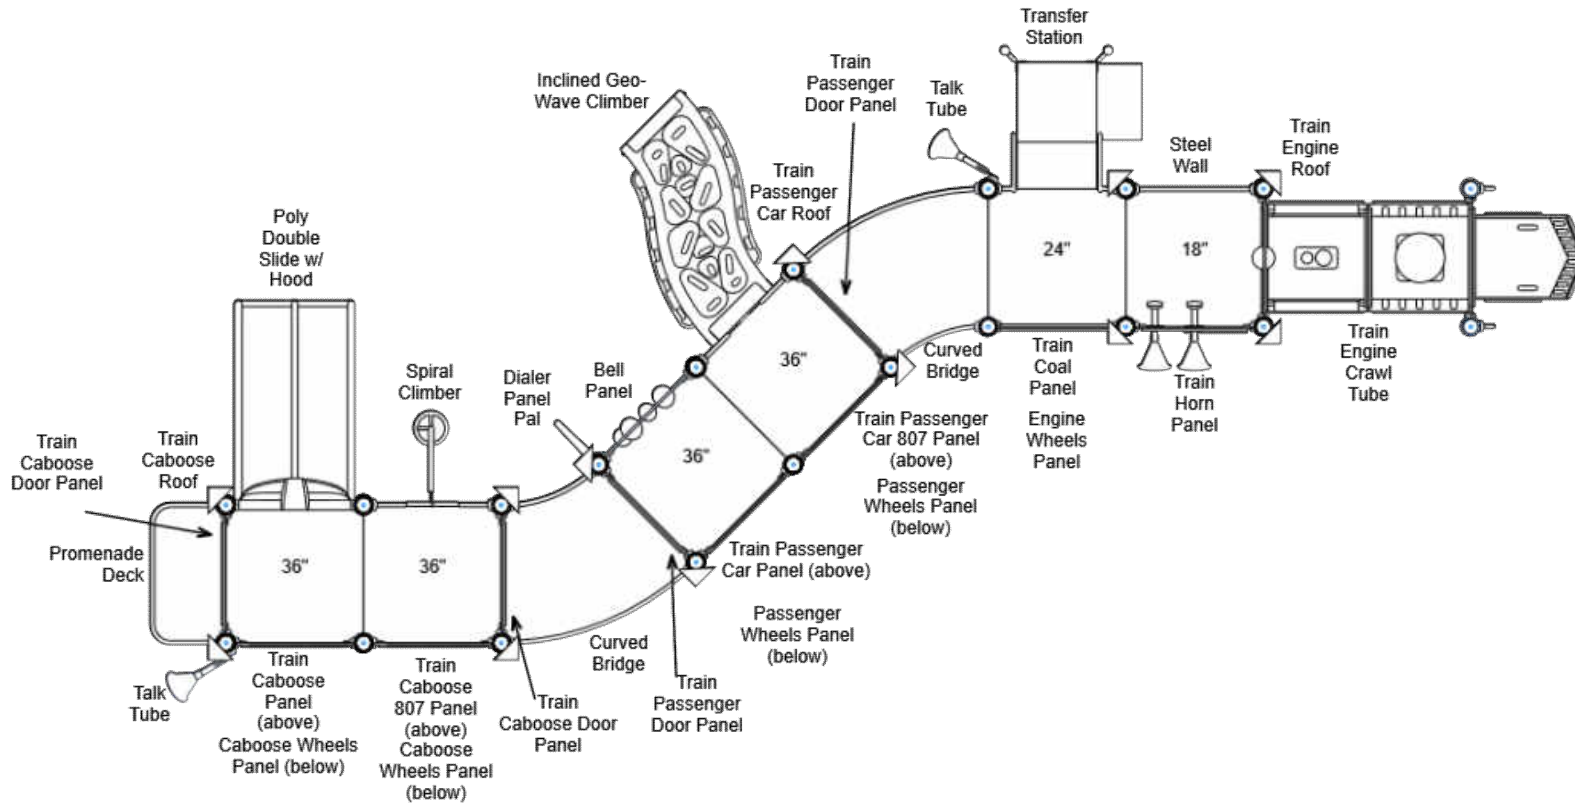 Transfer
Station
Train
Passenger
Door Panel
Inclined Geo-
Wave Climber
Talk
Tube
Train
Engine
Roof
Steel
Wall
Train
Passenger
Car Roof
Poly
Double
Slide w/
Hood
24"
18"
36"
Curved
Bridge
Train
Coal
Panel
Train
Engine
Crawl
Tube
Train
Horn
Panel
Spiral
Climber
Dialer
Panel
Pal
Bell
Panel
Engine
Wheels
Panel
Train Passenger
Car 807 Panel
(above)
Passenger
Wheels Panel
(below)
Train
Caboose
Door Panel
Train
Caboose
Roof
36"
Promenade
Deck
36"
36"
Train Passenger
Car Panel (above)
Passenger
Wheels Panel
(below)
Curved
Bridge
Talk
Tube
Train
Caboose
Panel
(above)
Caboose Wheels
Panel (below)
Train
Caboose
807 Panel
(above)
Caboose
Wheels Panel
(below)
Train
Caboose Door
Panel
Train
Passenger
Door Panel